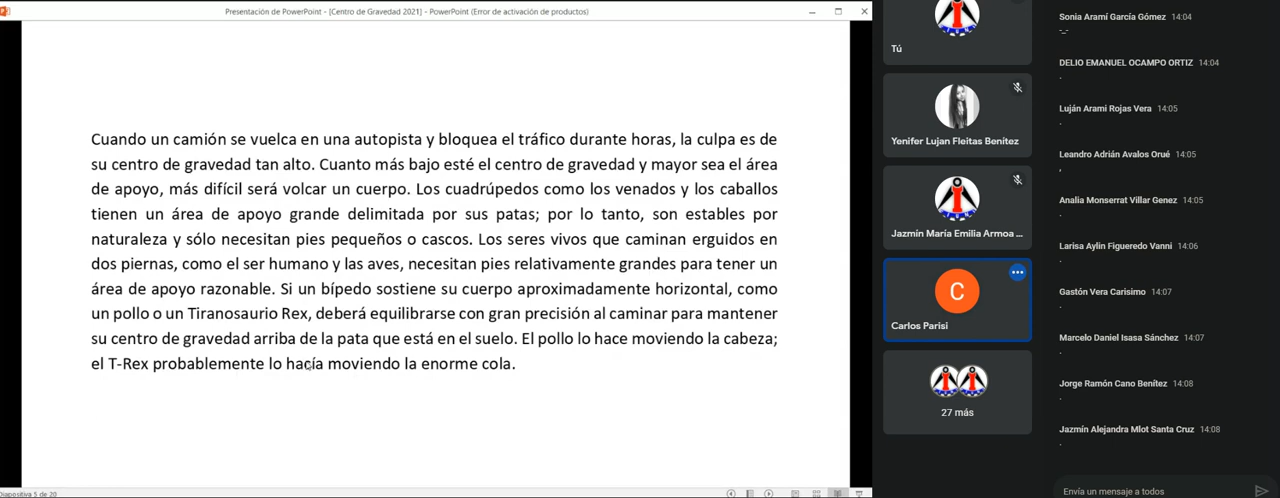 Presentación de PowerPoint - [Centro de Gravedad 2021] - PowerPoint (Error de activación de productos)
Cuando un camión se vuelca en una autopista y bloquea el tráfico durante horas, la culpa es de
su centro de gravedad tan alto. Cuanto más bajo esté el centro de gravedad y mayor sea el área
de apoyo, más difícil será volcar un cuerpo. Los cuadrúpedos como los venados y los caballos
tienen un área de apoyo grande delimitada por sus patas; por lo tanto, son estables por
naturaleza y sólo necesitan pies pequeños o cascos. Los seres vivos que caminan erguidos en
dos piernas, como el ser humano y las aves, necesitan pies relativamente grandes para tener un
área de apoyo razonable. Si un bípedo sostiene su cuerpo aproximadamente horizontal, como
un pollo o un Tiranosaurio Rex, deberá equilibrarse con gran precisión al caminar para mantener
su centro de gravedad arriba de la pata que está en el suelo. El pollo lo hace moviendo la cabeza;
el T-Rex probablemente lo hacía moviendo la enorme cola.
Diapositiva 5 de 20
Tú
Yenifer Lujan Fleitas Benítez
Jazmín María Emilia Armoa ...
C
Carlos Parisi
27 más
Sonia Aramí García Gómez 14:04
-_-
DELIO EMANUEL OCAMPO ORTIZ 14:04
.
Luján Arami Rojas Vera 14:05
.
Leandro Adrián Avalos Orué 14:05
,
Analia Monserrat Villar Genez 14:05
.
Larisa Aylin Figueredo Vanni 14:06
.
Gastón Vera Carisimo 14:07
.
Marcelo Daniel Isasa Sánchez 14:07
.
Jorge Ramón Cano Benítez 14:08
.
Jazmín Alejandra Mlot Santa Cruz 14:08
.
Envía un mensaje a todos